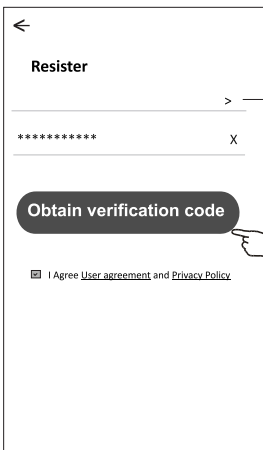 Resister
>
*********** X
Obtain verification code
I Agree User agreement and Privacy Policy